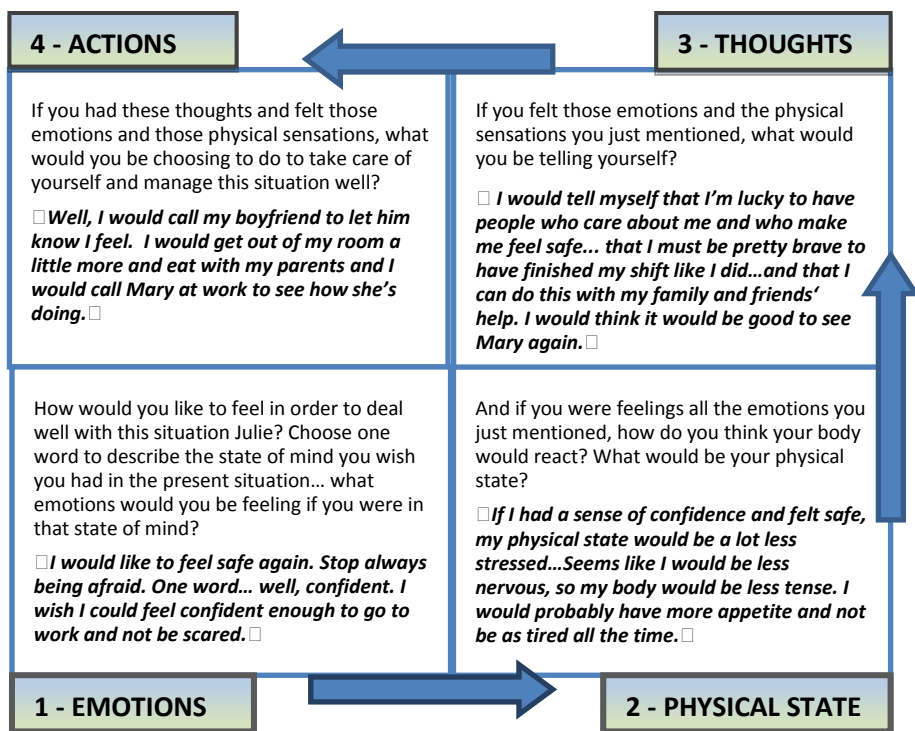 4 - ACTIONS
3 - THOUGHTS
If you had these thoughts and felt those
emotions and those physical sensations, what
would you be choosing to do to take care of
yourself and manage this situation well?
□Well, I would call my boyfriend to let him
know I feel.  I would get out of my room a
little more and eat with my parents and I
would call Mary at work to see how she's
doing.□
If you felt those emotions and the physical
sensations you just mentioned, what would
you be telling yourself?
□ I would tell myself that I'm lucky to have
people who care about me and who make
me feel safe... that I must be pretty brave to
have finished my shift like I did…and that I
can do this with my family and friends‘
help. I would think it would be good to see
Mary again.□
How would you like to feel in order to deal
well with this situation Julie? Choose one
word to describe the state of mind you wish
you had in the present situation… what
emotions would you be feeling if you were in
that state of mind?
□I would like to feel safe again. Stop always
being afraid. One word… well, confident. I
wish I could feel confident enough to go to
work and not be scared.□
And if you were feelings all the emotions you
just mentioned, how do you think your body
would react? What would be your physical
state?
□If I had a sense of confidence and felt safe,
my physical state would be a lot less
stressed…Seems like I would be less
nervous, so my body would be less tense. I
would probably have more appetite and not
be as tired all the time.□
1 - EMOTIONS
2 - PHYSICAL STATE